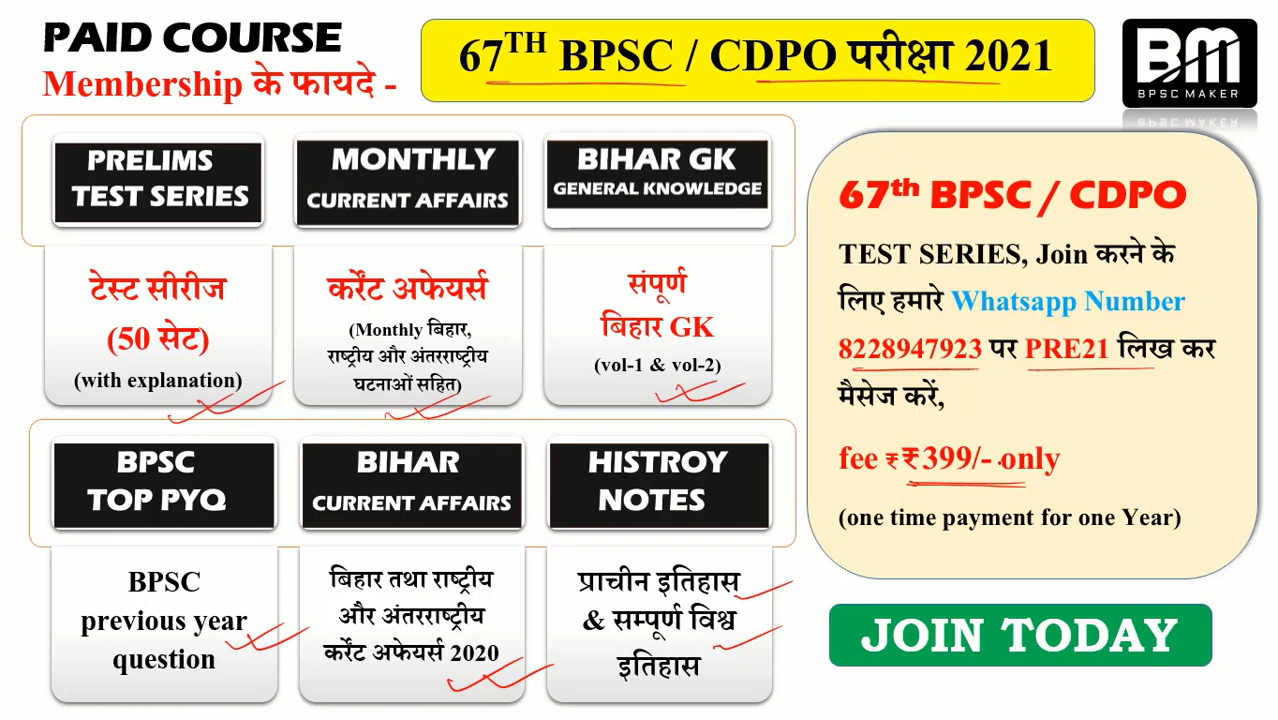 PAID COURSE
Membership के फायदे -
67TH BPSC / CDPO परीक्षा 2021
BM
BPSC MAKER
PRELIMS
TEST SERIES
टेस्ट सीरीज
(50 सेट)
(with explanation)
MONTHLY
CURRENT AFFAIRS
करेंट अफेयर्स
(Monthly बिहार,
राष्ट्रीय और अंतरराष्ट्रीय
घटनाओं सहित)
BIHAR GK
GENERAL KNOWLEDGE
संपूर्ण
बिहार GK
(vol-1 & vol-2)
BPSC
TOP PYQ
BPSC
previous year
question
BIHAR
CURRENT AFFAIRS
बिहार तथा राष्ट्रीय
और अंतरराष्ट्रीय
करेंट अफेयर्स 2020
HISTROY
NOTES
प्राचीन इतिहास
& सम्पूर्ण विश्व
इतिहास
67th BPSC / CDPO
TEST SERIES, Join करने के
लिए हमारे Whatsapp Number
8228947923 पर PRE21 लिख कर
मैसेज करें,
fee ₹₹399/- only
(one time payment for one Year)
JOIN TODAY